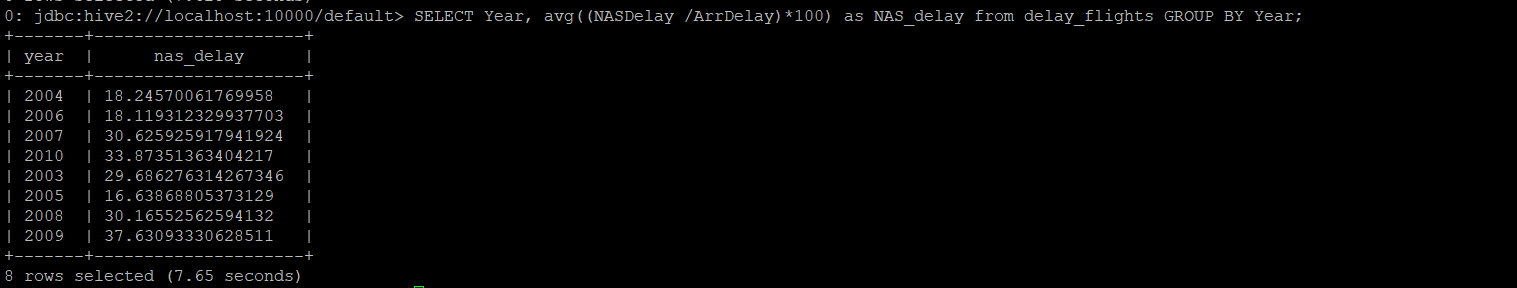 0: jdbc:hive2://localhost:10000/default> SELECT Year, avg((NASDelay /ArrDelay)*100) as NAS_delay from delay_flights GROUP BY Year;
+-------+---------------------+
| year  |      nas_delay      |
+-------+---------------------+
| 2004  | 18.24570061769958   |
| 2006  | 18.119312329937703  |
| 2007  | 30.625925917941924  |
| 2010  | 33.87351363404217   |
| 2003  | 29.686276314267346  |
| 2005  | 16.63868805373129   |
| 2008  | 30.16552562594132   |
| 2009  | 37.63093330628511   |
+-------+---------------------+
8 rows selected (7.65 seconds)